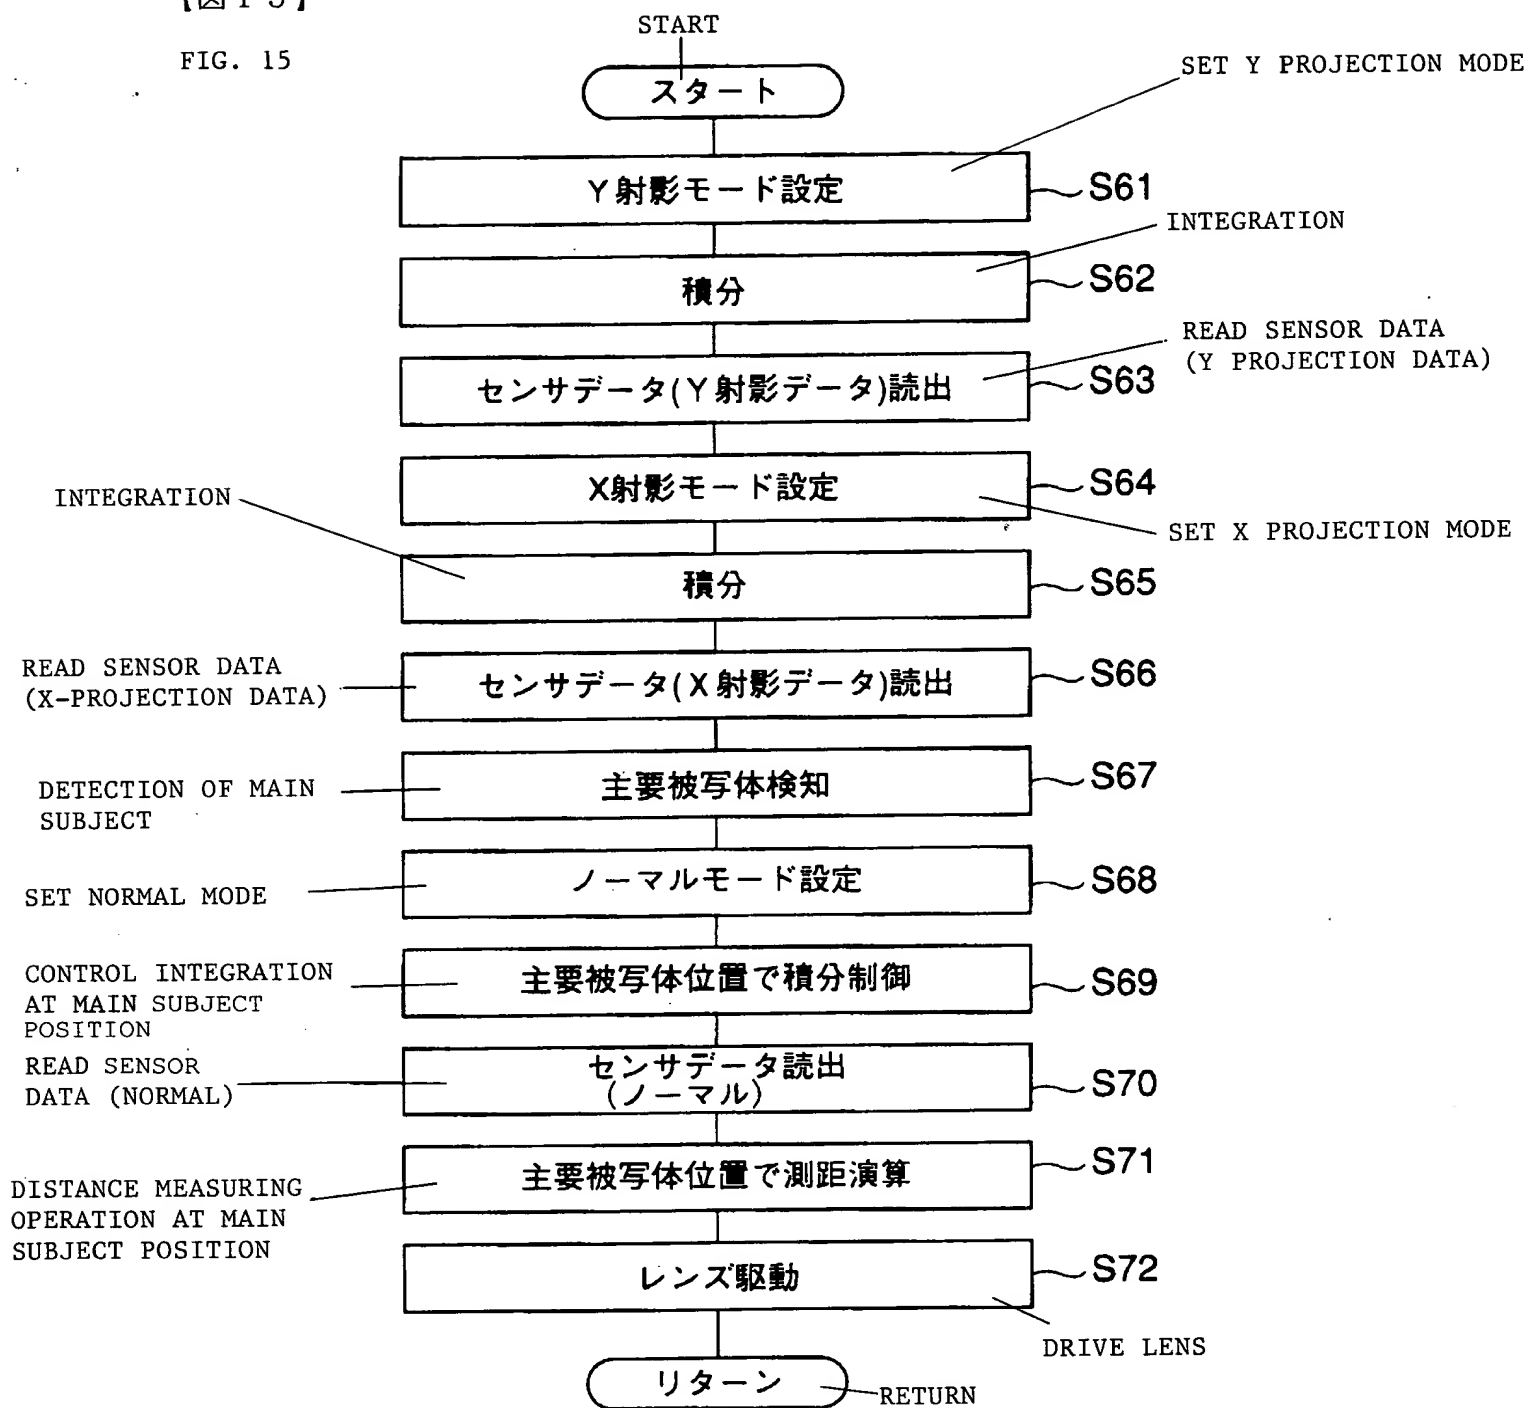 【図15】
FIG. 15
START
スタート
SET Y PROJECTION MODE
Y射影モード設定
S61
INTEGRATION
積分
S62
READ SENSOR DATA
(Y PROJECTION DATA)
センサデータ(Y射影データ)読出
S63
X射影モード設定
S64
SET X PROJECTION MODE
INTEGRATION
積分
S65
READ SENSOR DATA
(X-PROJECTION DATA)
センサデータ(X射影データ)読出
S66
DETECTION OF MAIN
SUBJECT
主要被写体検知
S67
SET NORMAL MODE
ノーマルモード設定
S68
CONTROL INTEGRATION
AT MAIN SUBJECT
POSITION
主要被写体位置で積分制御
S69
READ SENSOR
DATA (NORMAL)
センサデータ読出
(ノーマル)
S70
DISTANCE MEASURING
OPERATION AT MAIN
SUBJECT POSITION
主要被写体位置で測距演算
S71
レンズ駆動
S72
DRIVE LENS
リターン
RETURN